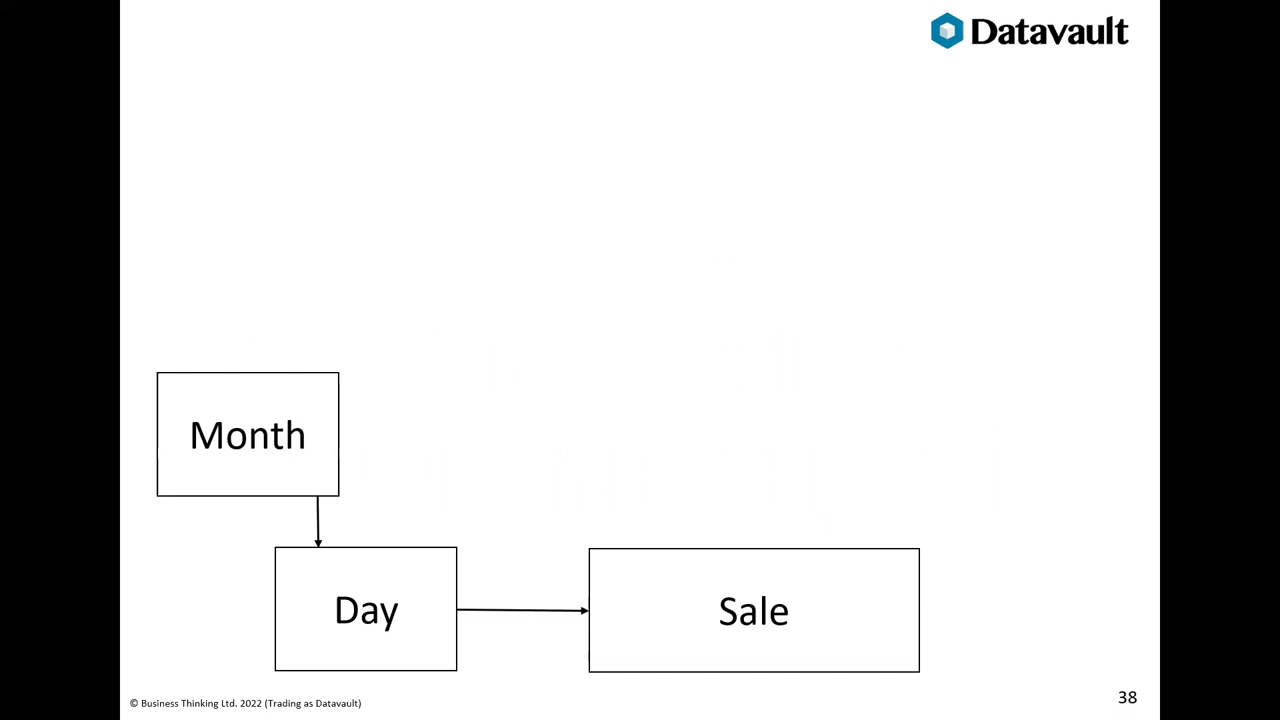 Datavault
Month
Day
Sale
© Business Thinking Ltd. 2022 (Trading as Datavault)
38